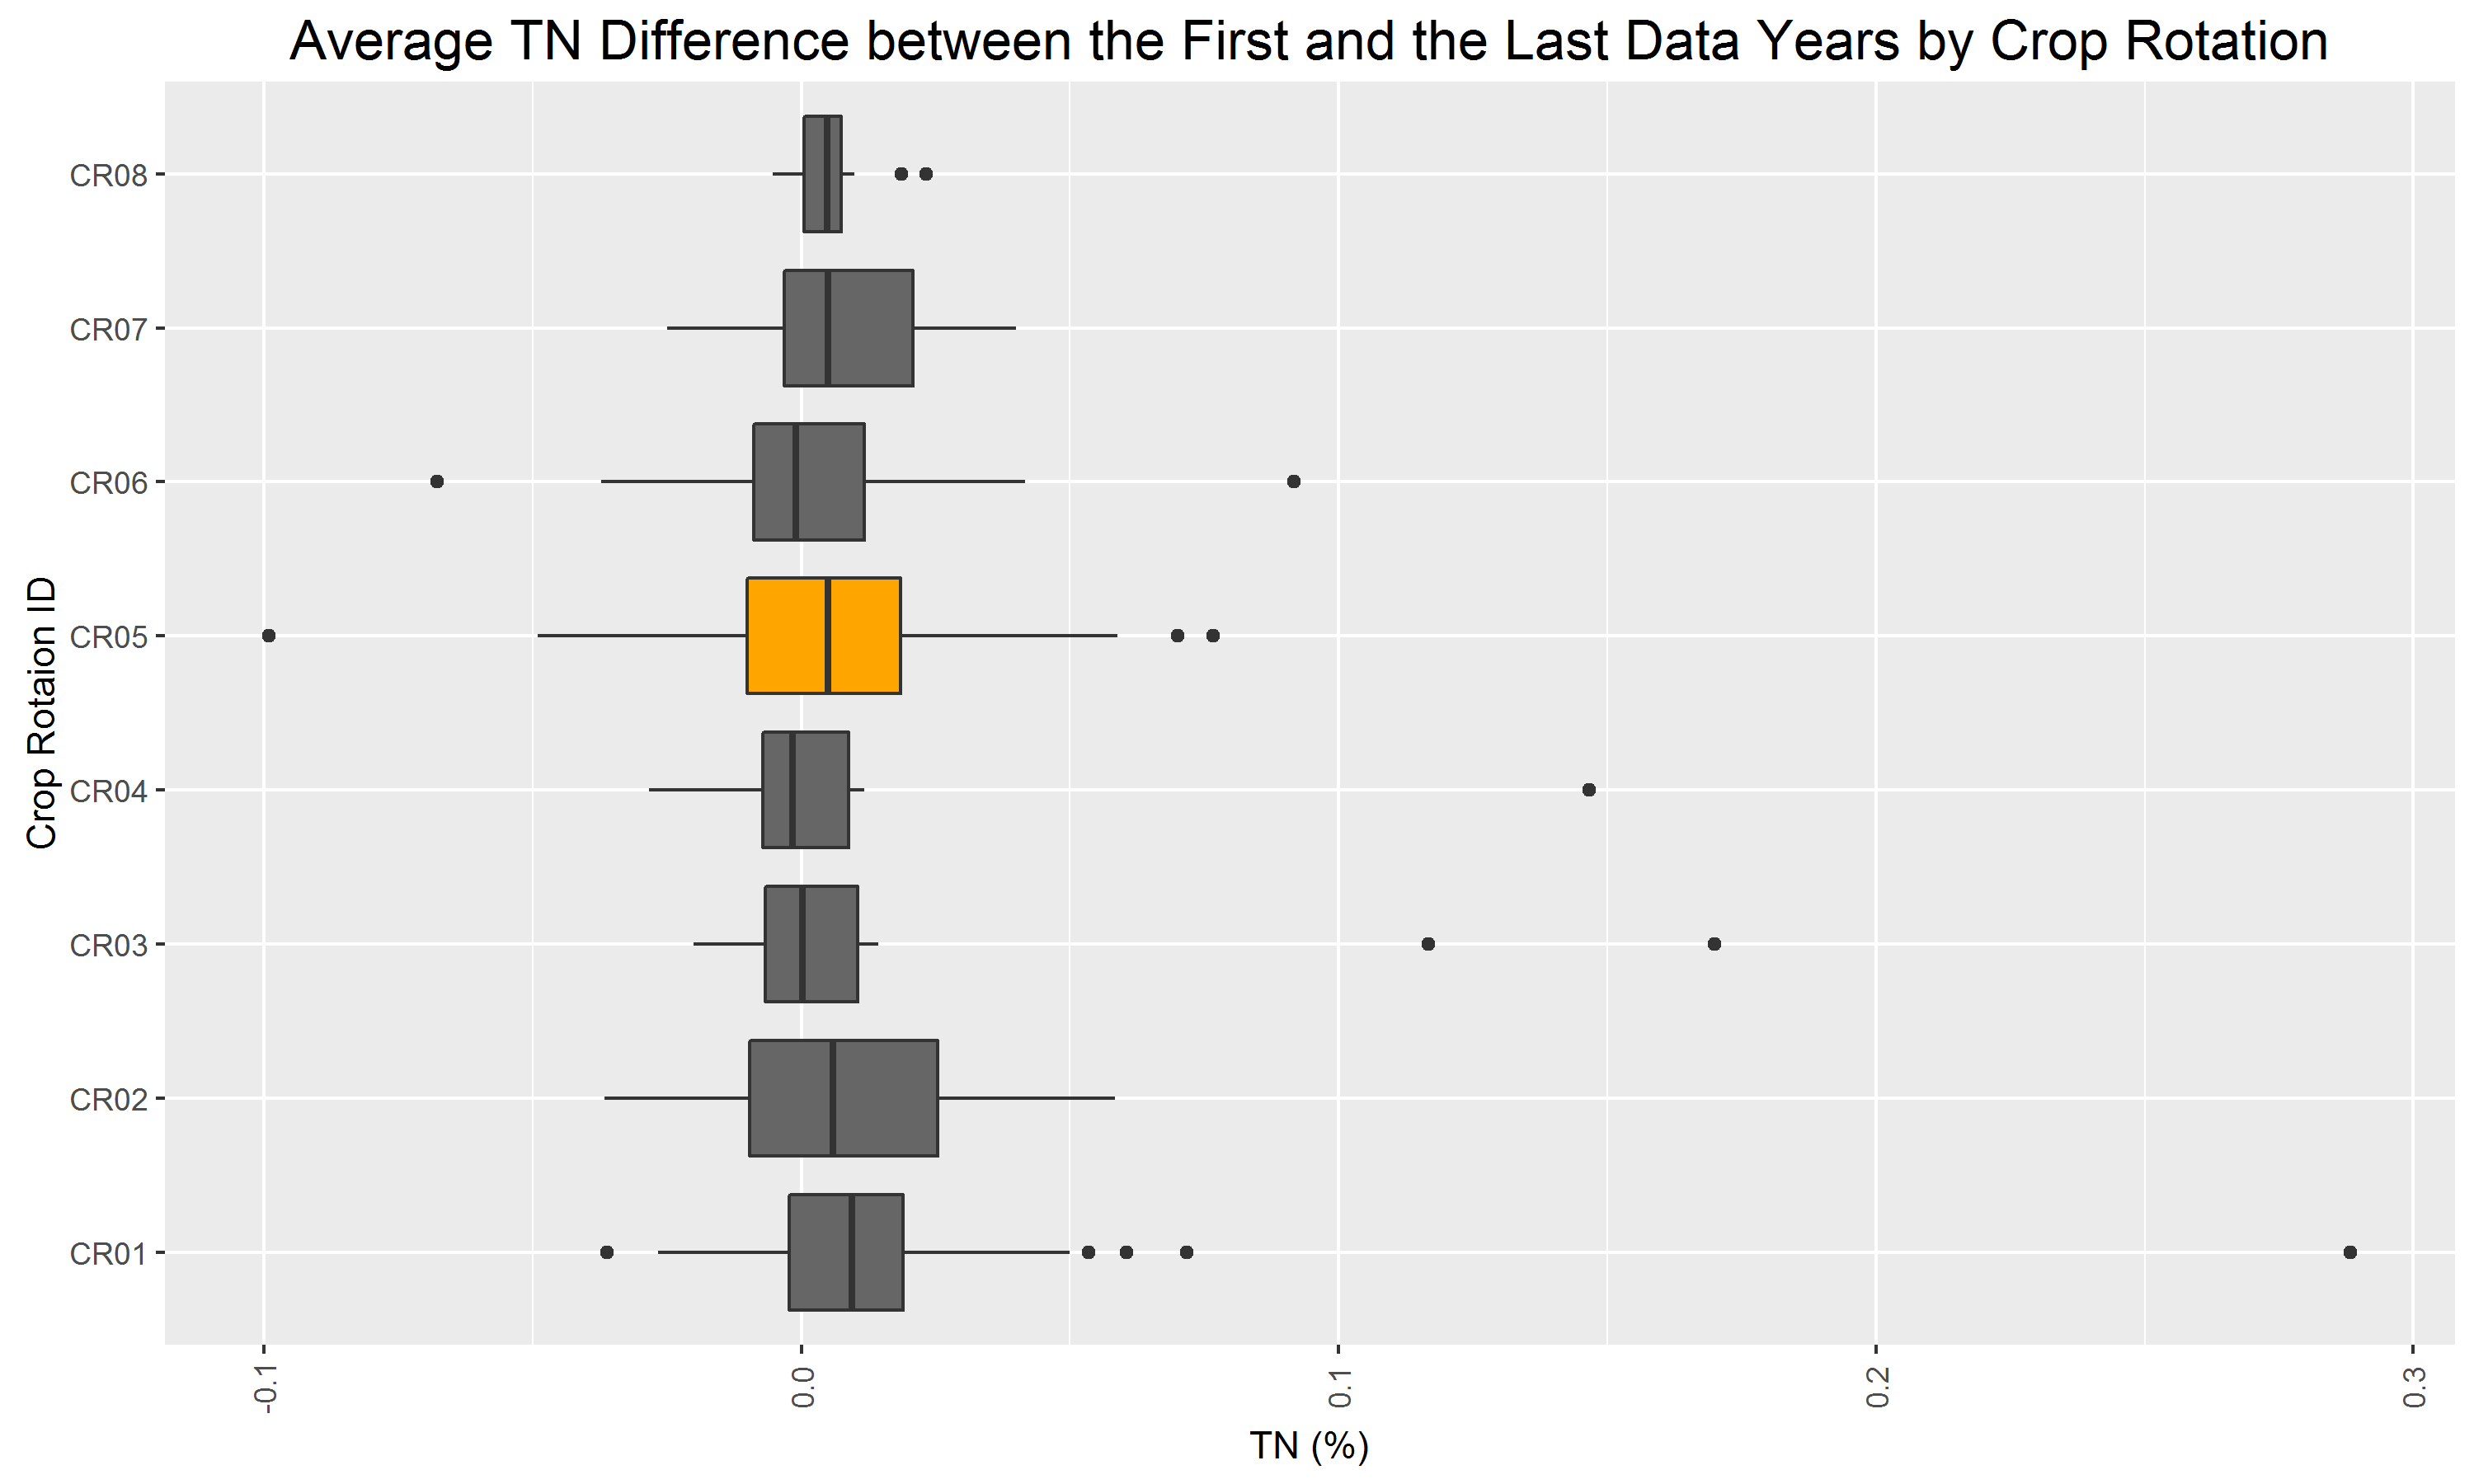 Average TN Difference between the First and the Last Data Years by Crop Rotation
Crop Rotaion ID
CR08
CR07
CR06
CR05
CR04
CR03
CR02
CR01
-0.1
0.0
0.1
0.2
0.3
TN (%)